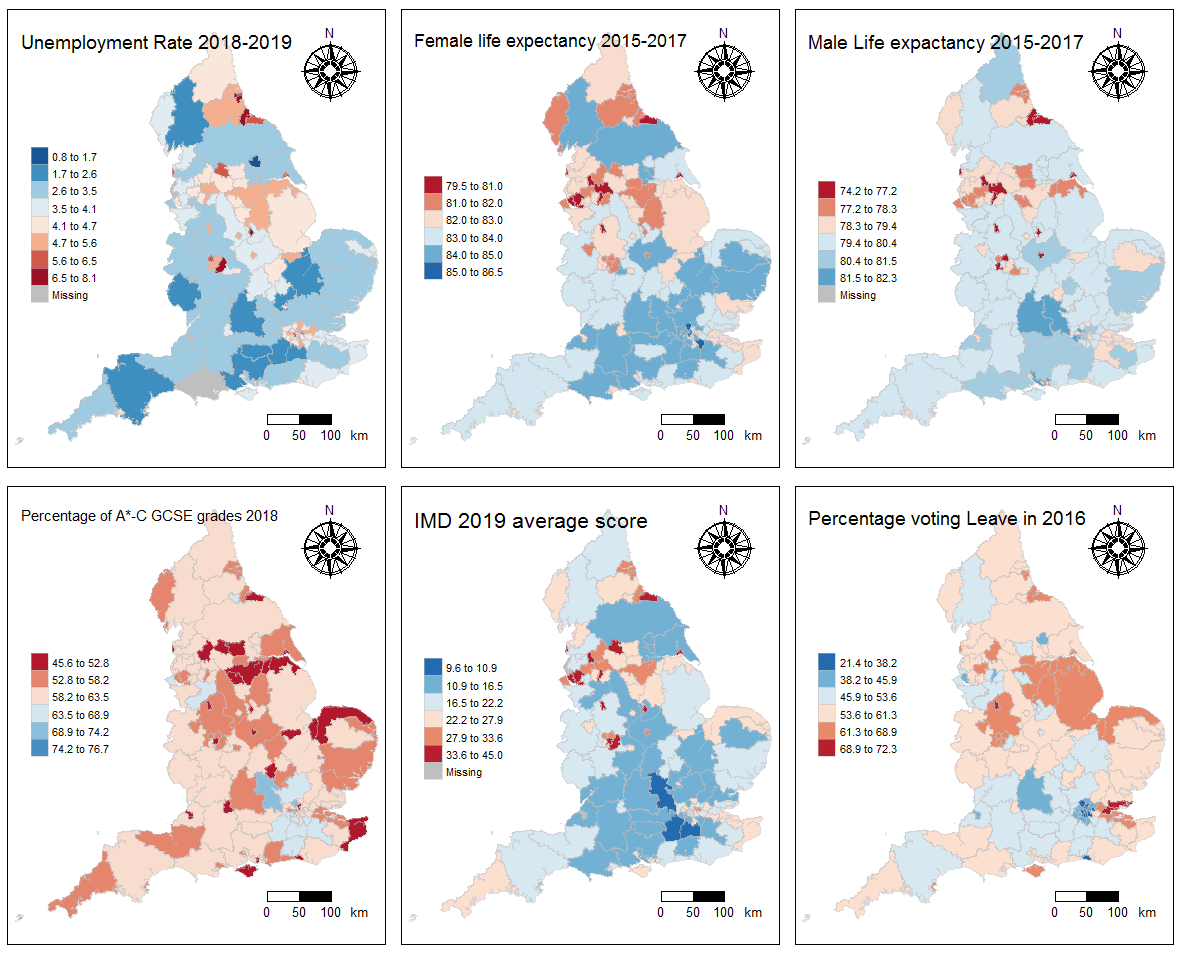 Unemployment Rate 2018-2019
N
0.8 to 1.7
1.7 to 2.6
2.6 to 3.5
3.5 to 4.1
4.1 to 4.7
4.7 to 5.6
5.6 to 6.5
6.5 to 8.1
Missing
0 50 100 km
Female life expectancy 2015-2017
N
79.5 to 81.0
81.0 to 82.0
82.0 to 83.0
83.0 to 84.0
84.0 to 85.0
85.0 to 86.5
0 50 100 km
Male Life expactancy 2015-2017
N
74.2 to 77.2
77.2 to 78.3
78.3 to 79.4
79.4 to 80.4
80.4 to 81.5
81.5 to 82.3
Missing
0 50 100 km
Percentage of A*-C GCSE grades 2018
N
45.6 to 52.8
52.8 to 58.2
58.2 to 63.5
63.5 to 68.9
68.9 to 74.2
74.2 to 76.7
0 50 100 km
IMD 2019 average score
N
9.6 to 10.9
10.9 to 16.5
16.5 to 22.2
22.2 to 27.9
27.9 to 33.6
33.6 to 45.0
Missing
0 50 100 km
Percentage voting Leave in 2016
N
21.4 to 38.2
38.2 to 45.9
45.9 to 53.6
53.6 to 61.3
61.3 to 68.9
68.9 to 72.3
0 50 100 km